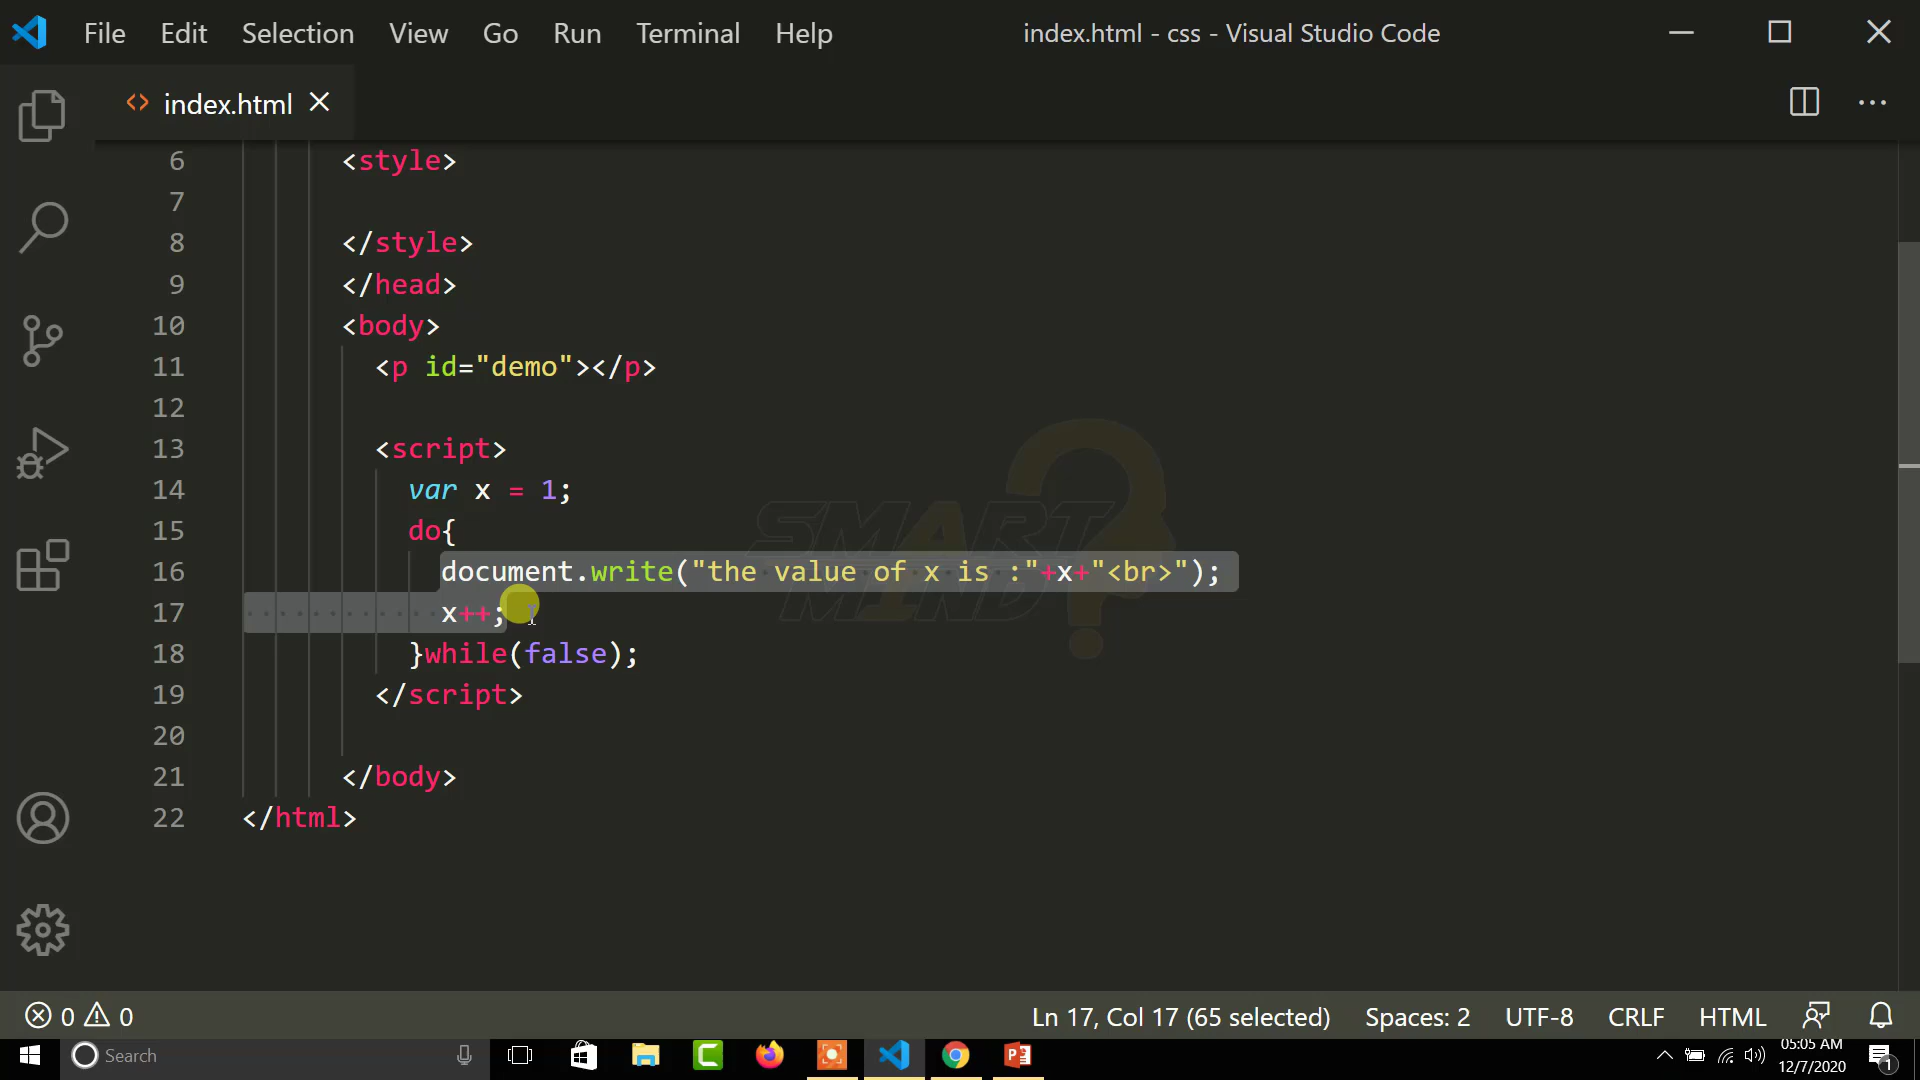 File Edit Selection View Go Run Terminal Help index.html - css - Visual Studio Code
index.html
6 <style>
7
8 </style>
9 </head>
10 <body>
11 <p id="demo"></p>
12
13 <script>
14 var x = 1;
15 do{
16 document.write("the value of x is :"+x+"<br>");
17 x++;
18 }while(false);
19 </script>
20
21 </body>
22 </html>
SMART
MIND
0 0 Ln 17, Col 17 (65 selected) Spaces: 2 UTF-8 CRLF HTML
Search 05:05 AM
12/7/2020 1